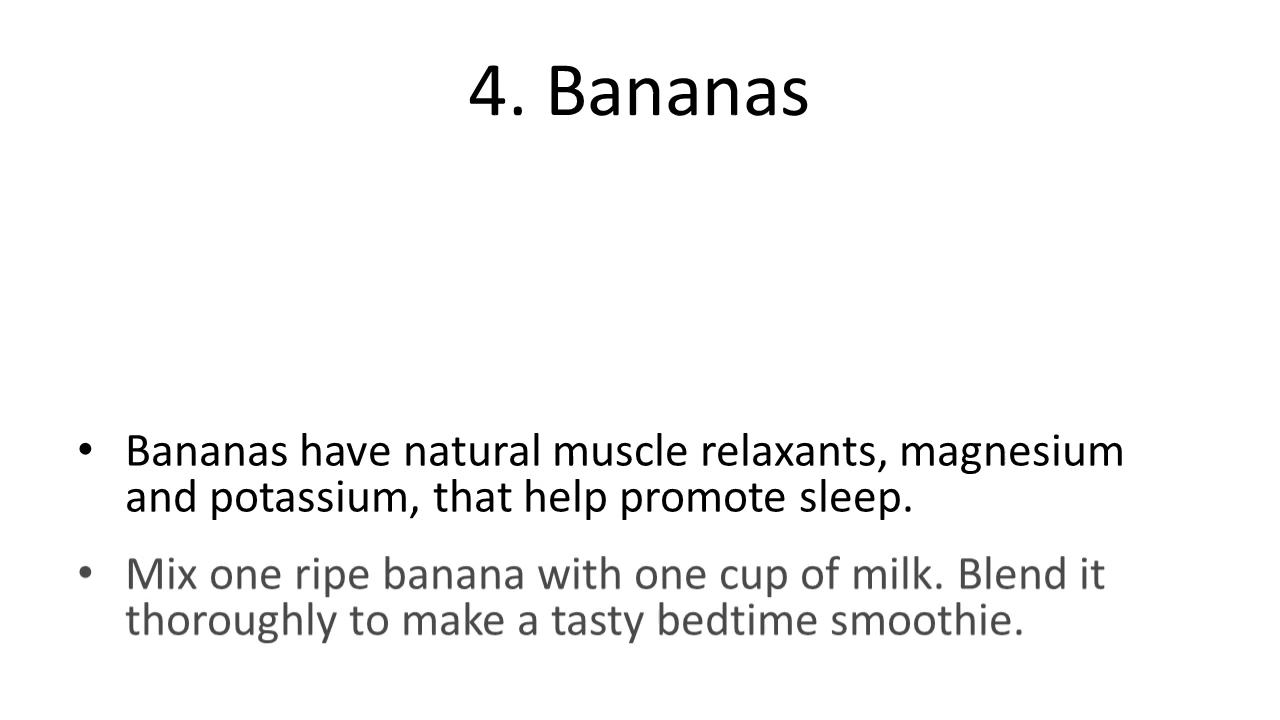 4. Bananas
• Bananas have natural muscle relaxants, magnesium
and potassium, that help promote sleep.
• Mix one ripe banana with one cup of milk. Blend it
thoroughly to make a tasty bedtime smoothie.